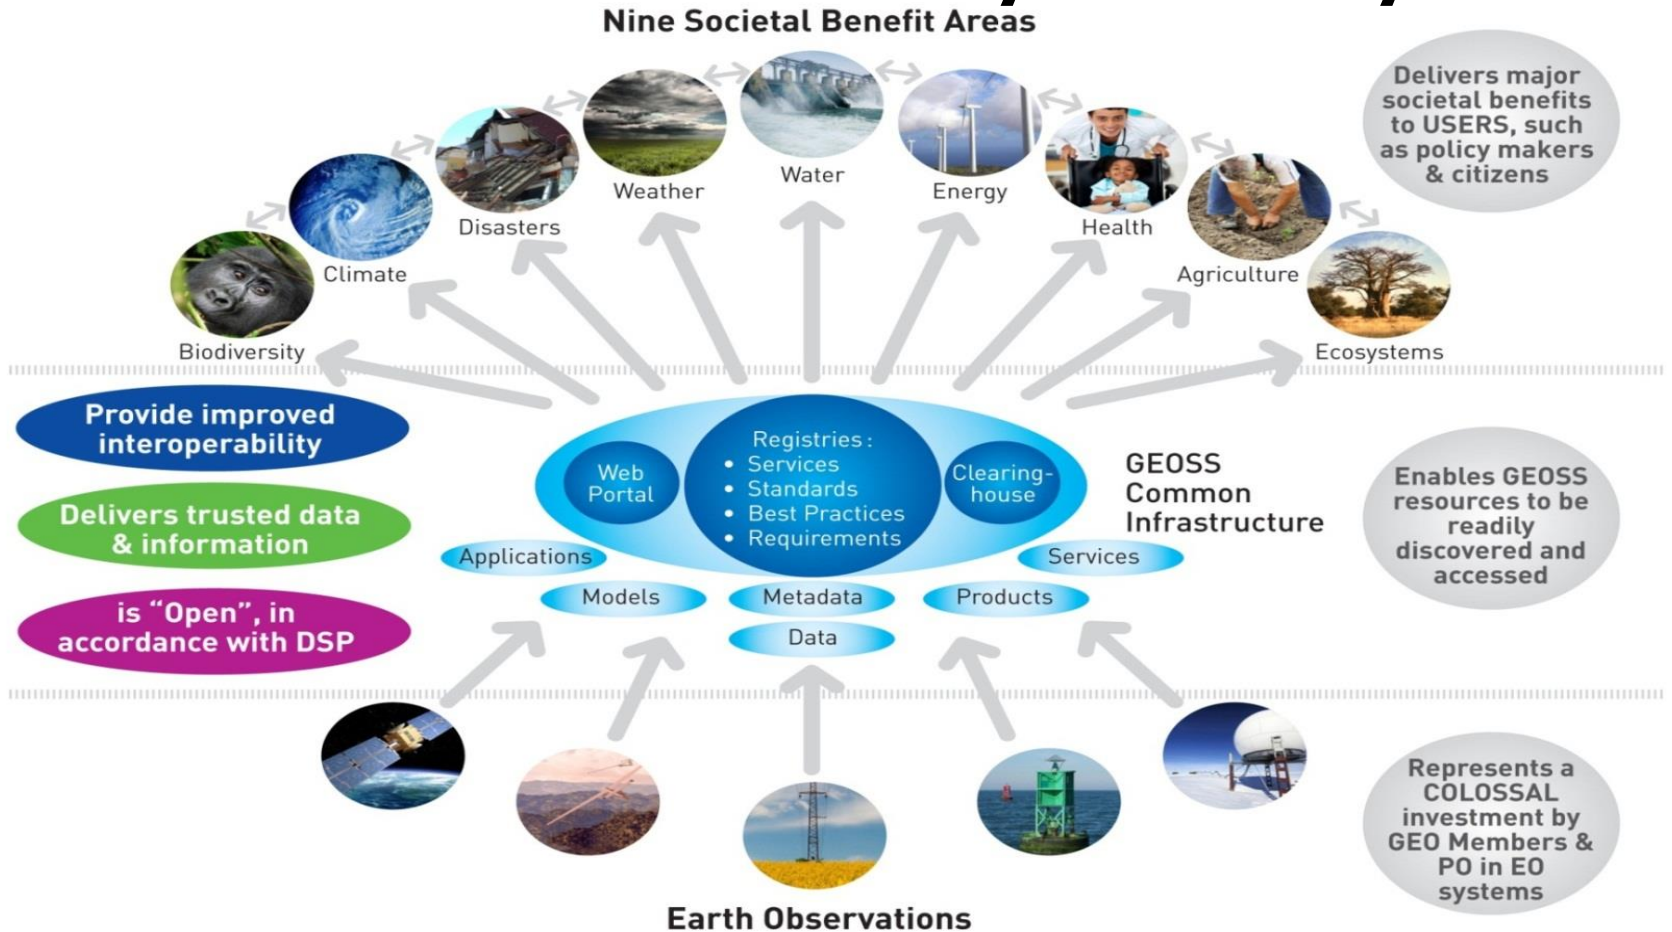 Nine Societal Benefit Areas
Delivers major
societal benefits
to USERS, such
as policy makers
& citizens
Water
Weather
Energy
Disasters
Health
Climate
Agriculture
Biodiversity
Ecosystems
Provide improved
interoperability
Delivers trusted data
& information
is “Open”, in
accordance with DSP
Web
Portal
Registries :
• Services
• Standards
• Best Practices
• Requirements
Clearing-
house
GEOSS
Common
Infrastructure
Enables GEOSS
resources to be
readily
discovered and
accessed
Applications
Services
Models
Metadata
Products
Data
Represents a
COLOSSAL
investment by
GEO Members &
PO in EO
systems
Earth Observations